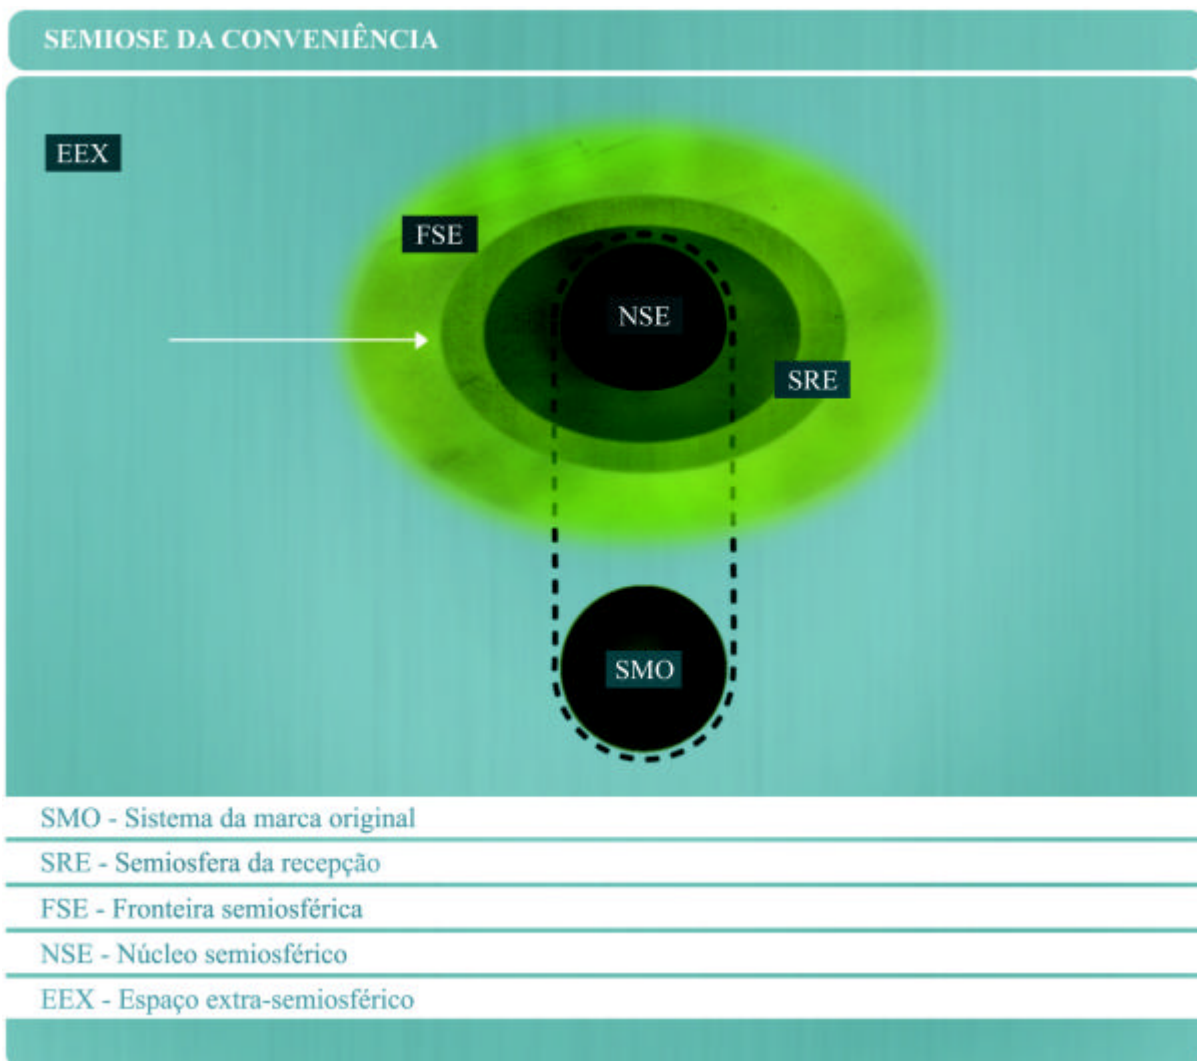 SEMIOSE DA CONVENIÊNCIA
EEX
FSE
NSE
SRE
SMO
SMO - Sistema da marca original
SRE - Semiosfera da recepção
FSE - Fronteira semiosférica
NSE - Núcleo semiosférico
EEX - Espaço extra-semiosférico